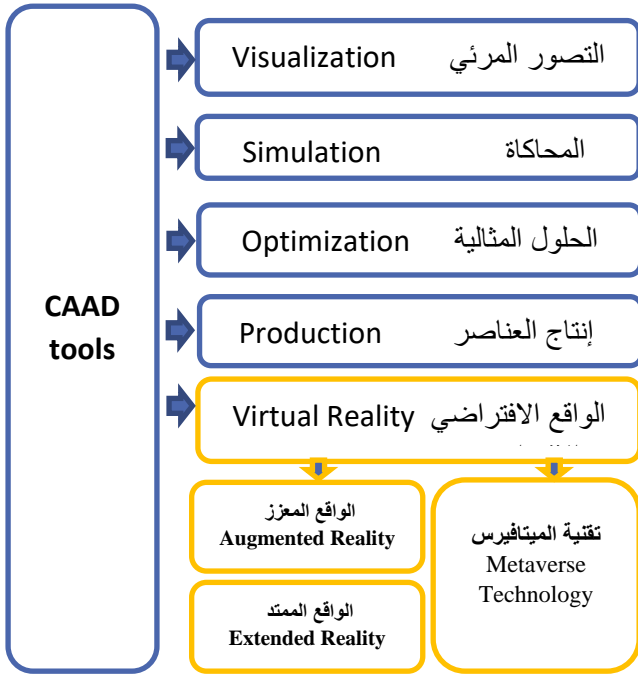 CAAD
tools
Visualization التصور المرئي
Simulation المحاكاة
Optimization الحلول المثالية
Production إنتاج العناصر
Virtual Reality الواقع الافتراضي
الواقع المعزز
Augmented Reality
الواقع الممتد
Extended Reality
تقنية الميتافيرس
Metaverse
Technology